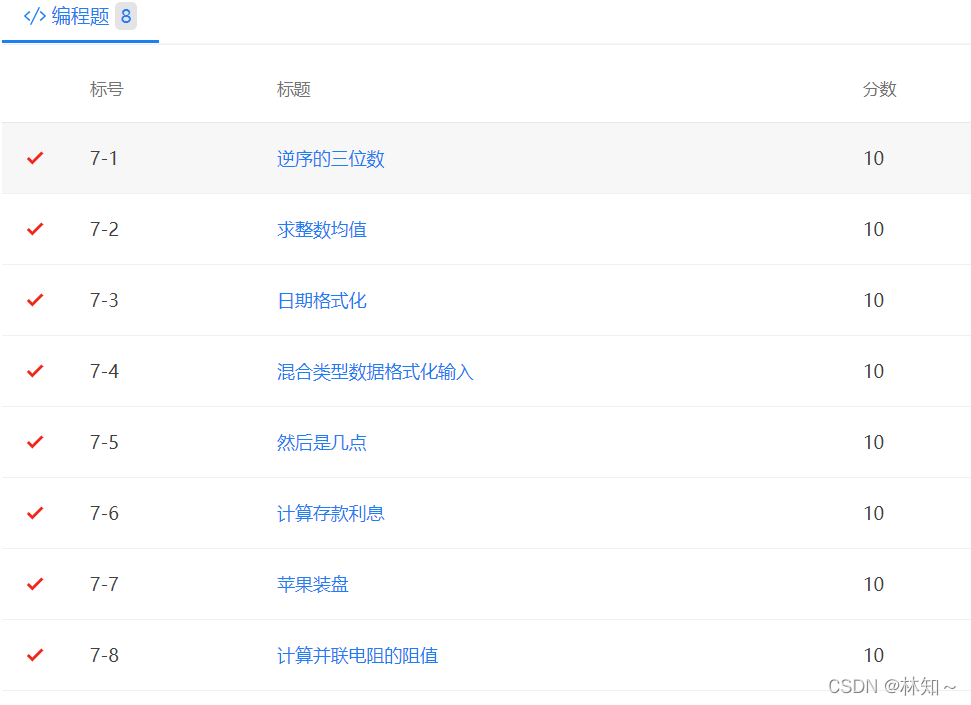 </> 编程题 8
标号 标题 分数
7-1 逆序的三位数 10
7-2 求整数均值 10
7-3 日期格式化 10
7-4 混合类型数据格式化输入 10
7-5 然后是几点 10
7-6 计算存款利息 10
7-7 苹果装盘 10
7-8 计算并联电阻的阻值 10
CSDN @林知~